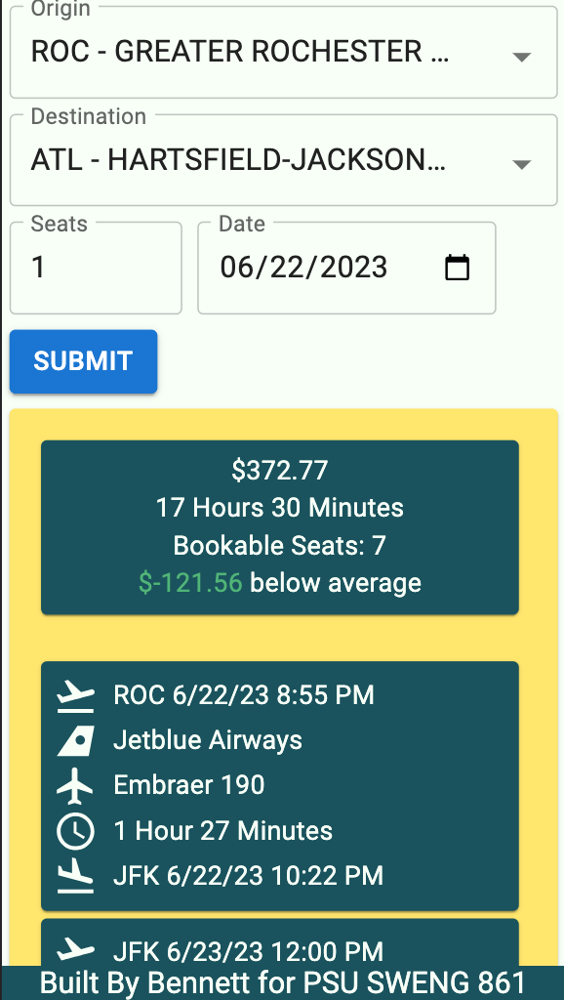 Origin
ROC - GREATER ROCHESTER ...
Destination
ATL - HARTSFIELD-JACKSON...
Seats
Date
1
06/22/2023
SUBMIT
$372.77
17 Hours 30 Minutes
Bookable Seats: 7
$-121.56 below average
ROC 6/22/23 8:55 PM
Jetblue Airways
Embraer 190
1 Hour 27 Minutes
JFK 6/22/23 10:22 PM
JFK 6/23/23 12:00 PM
Built By Bennett for PSU SWENG 861